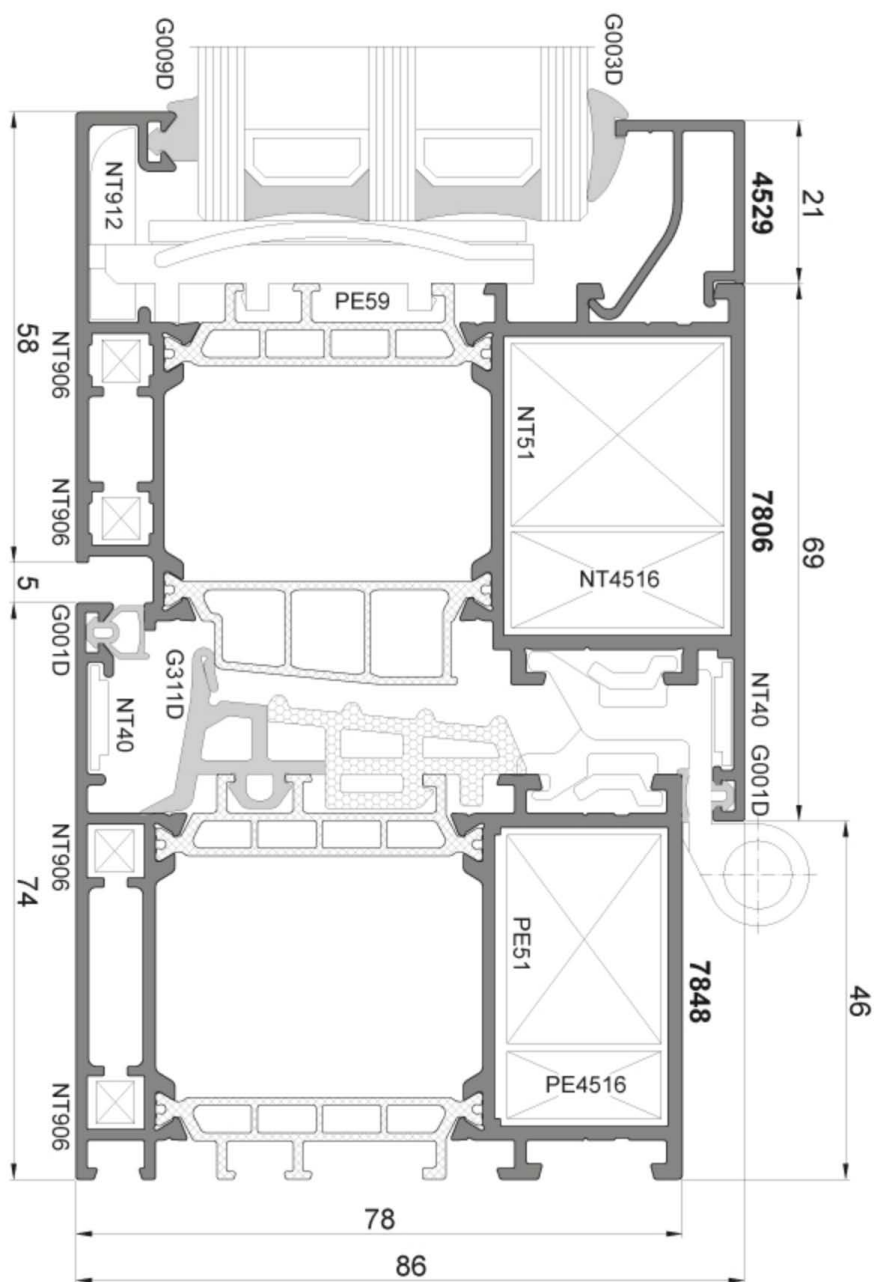 G009D
G003D
NT912
4529
21
PE59
58
NT906
NT51
7806
69
NT906
NT4516
5
G001D
G311D
NT40
NT40
G001D
NT906
74
PE51
7848
46
PE4516
NT906
78
86